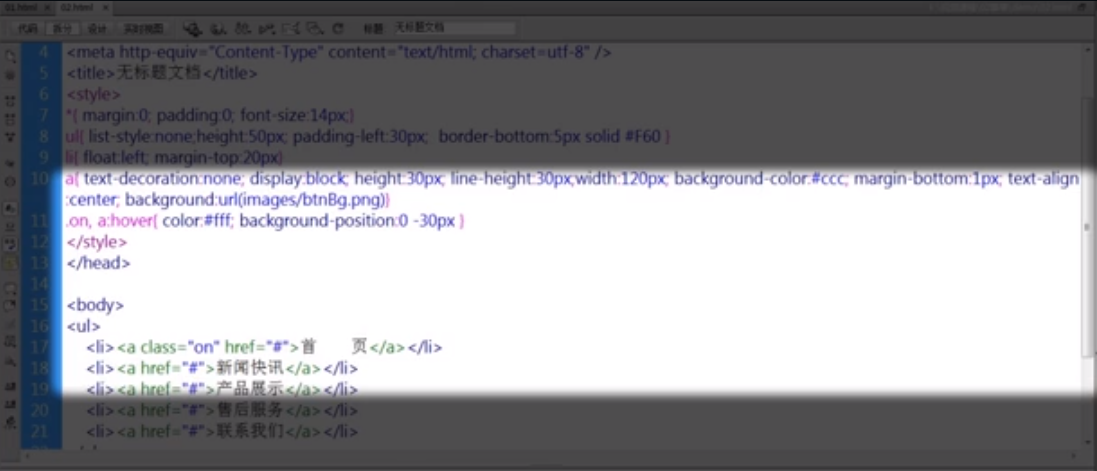 01.html × 02.html ×
代码 拆分 设计 实时视图 标题: 无标题文档
4 <meta http-equiv="Content-Type" content="text/html; charset=utf-8" />
5 <title>无标题文档</title>
6 <style>
7 *{ margin:0; padding:0; font-size:14px;}
8 ul{ list-style:none;height:50px; padding-left:30px;  border-bottom:5px solid #F60 }
9 li{ float:left; margin-top:20px}
10 a{ text-decoration:none; display:block; height:30px; line-height:30px;width:120px; background-color:#ccc; margin-bottom:1px; text-align
:center; background:url(images/btnBg.png)}
11 .on, a:hover{ color:#fff; background-position:0 -30px }
12 </style>
13 </head>
14
15 <body>
16 <ul>
17 <li><a class="on" href="#">首    页</a></li>
18 <li><a href="#">新闻快讯</a></li>
19 <li><a href="#">产品展示</a></li>
20 <li><a href="#">售后服务</a></li>
21 <li><a href="#">联系我们</a></li>